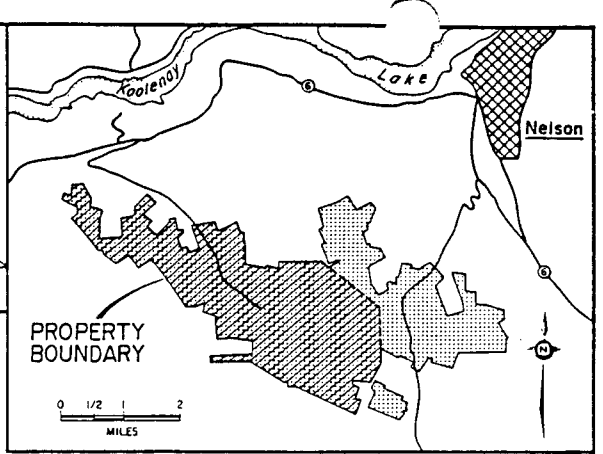 Kootenay
Lake
6
Nelson
6
PROPERTY
BOUNDARY
N
0 1/2 1 2
MILES